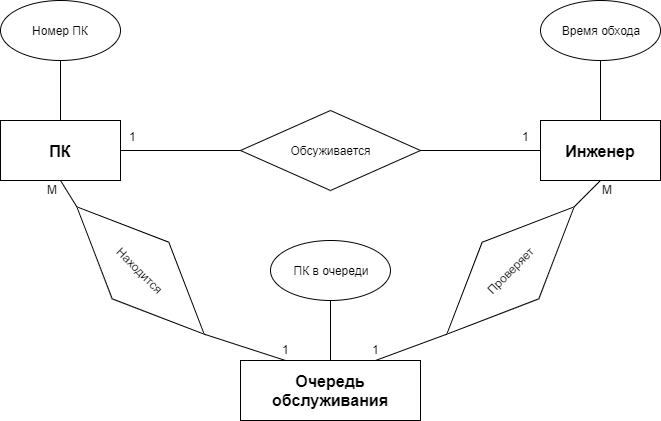 Номер ПК
Время обхода
ПК
1
Обсуживается
1
Инженер
М
М
Находится
ПК в очереди
Проверяет
1
1
Очередь
обслуживания